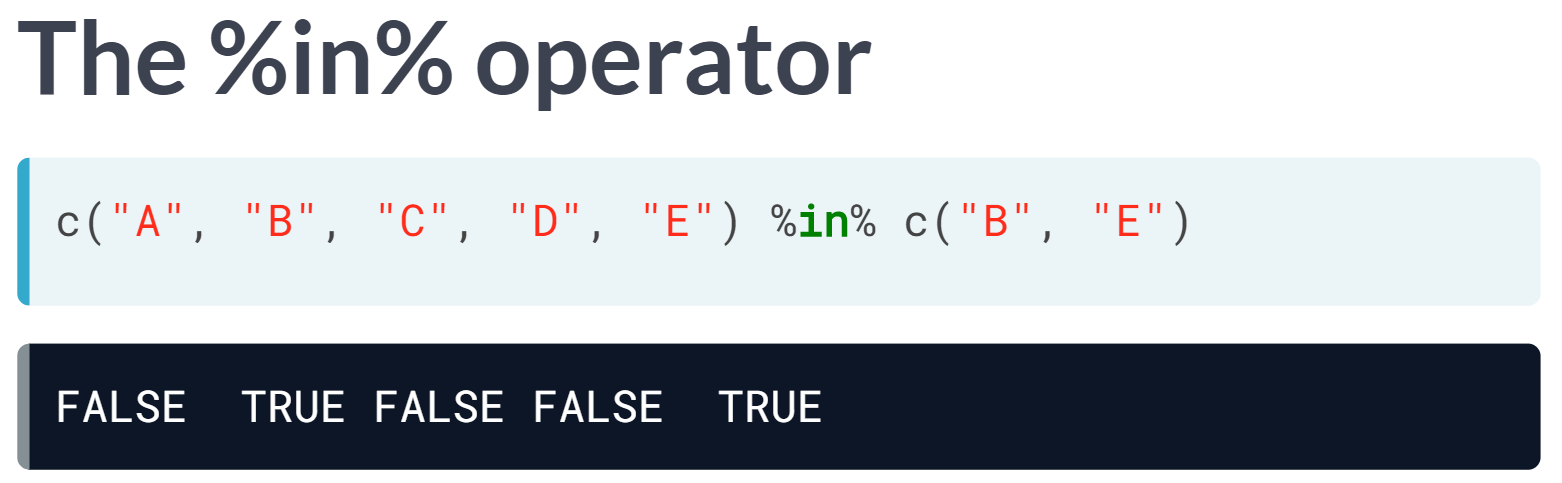 The %in% operator
c("A", "B", "C", "D", "E") %in% c("B", "E")
FALSE  TRUE FALSE FALSE  TRUE